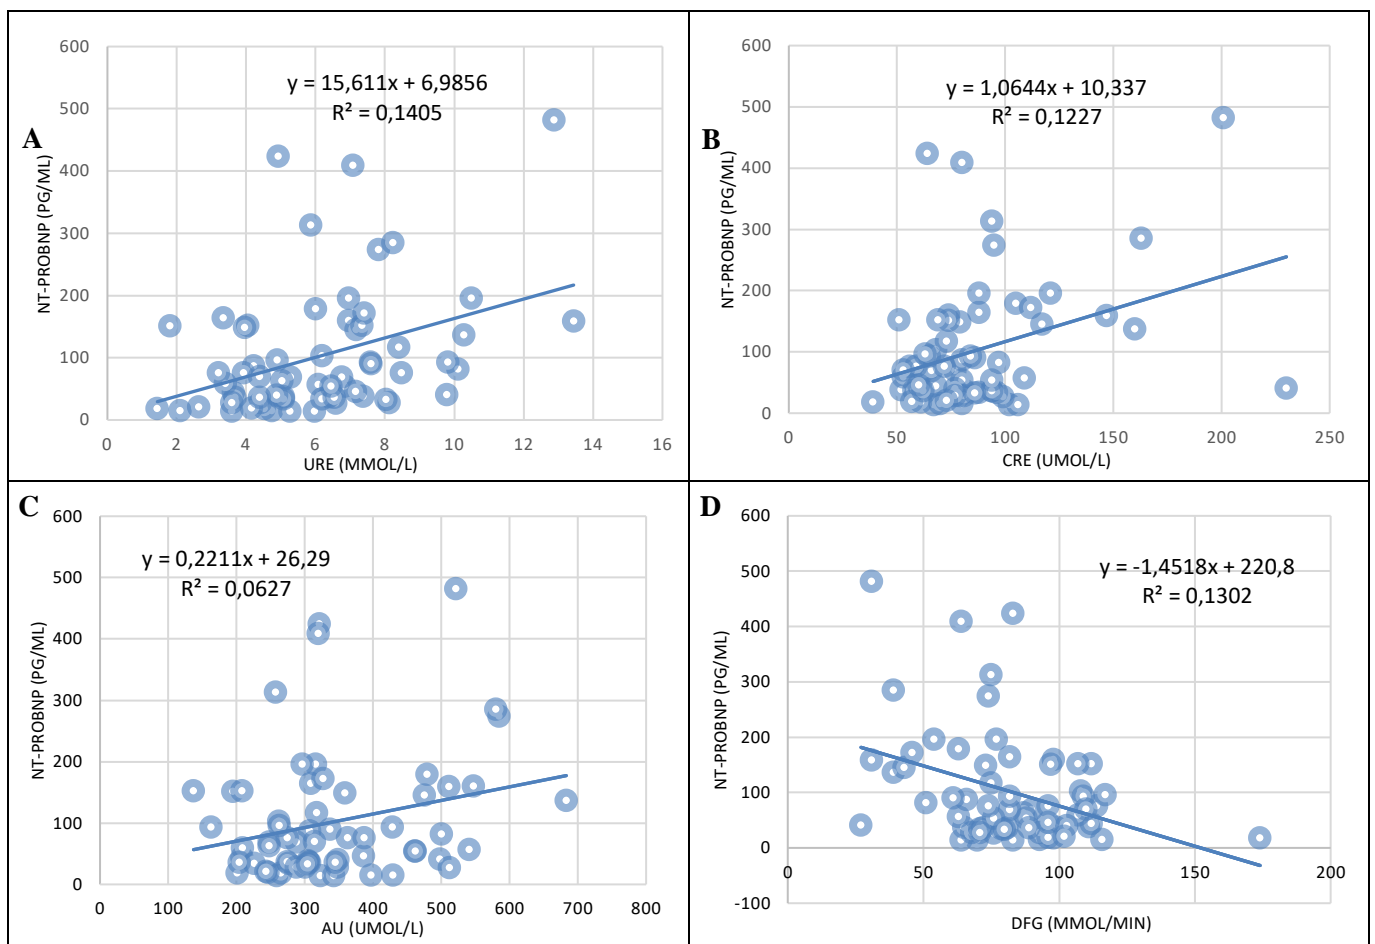 A
y = 15,611x + 6,9856
R² = 0,1405
NT-PROBNP (PG/ML)
600
500
400
300
200
100
0
0 2 4 6 8 10 12 14 16
URE (MMOL/L)
B
y = 1,0644x + 10,337
R² = 0,1227
NT-PROBNP (PG/ML)
600
500
400
300
200
100
0
0 50 100 150 200 250
CRE (UMOL/L)
C
y = 0,2211x + 26,29
R² = 0,0627
NT-PROBNP (PG/ML)
600
500
400
300
200
100
0
0 100 200 300 400 500 600 700 800
AU (UMOL/L)
D
y = -1,4518x + 220,8
R² = 0,1302
NT-PROBNP (PG/ML)
600
500
400
300
200
100
0
-100
0 50 100 150 200
DFG (MMOL/MIN)